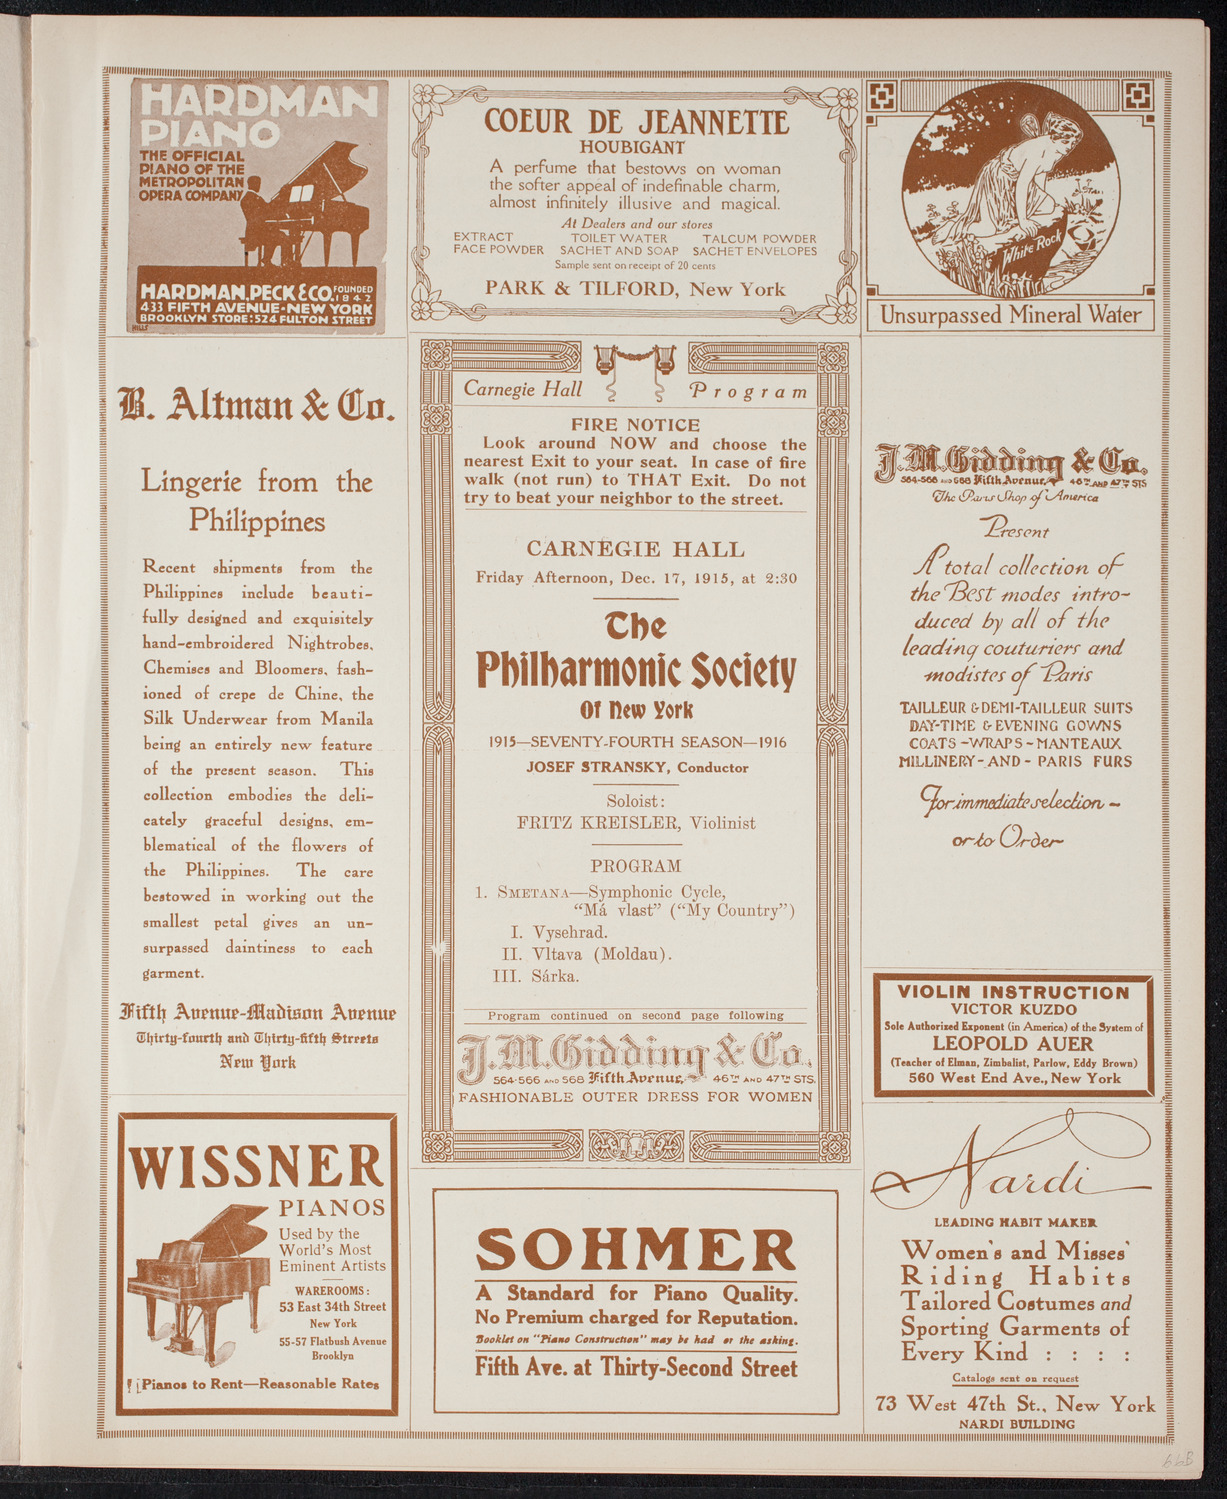 HARDMAN
PIANO
THE OFFICIAL
PIANO OF THE
METROPOLITAN
OPERA COMPANY
HARDMAN, PECK & CO. FOUNDED 1842
433 FIFTH AVENUE-NEW YORK
BROOKLYN STORE: 524 FULTON STREET
HILLS
COEUR DE JEANNETTE
HOUBIGANT
A perfume that bestows on woman
the softer appeal of indefinable charm,
almost infinitely illusive and magical.
At Dealers and our stores
EXTRACT TOILET WATER TALCUM POWDER
FACE POWDER SACHET AND SOAP SACHET ENVELOPES
Sample sent on receipt of 20 cents
PARK & TILFORD, New York
White Rock
Unsurpassed Mineral Water
B. Altman & Co.
Lingerie from the
Philippines
Recent shipments from the
Philippines include beauti-
fully designed and exquisitely
hand-embroidered Nightrobes,
Chemises and Bloomers, fash-
ioned of crepe de Chine, the
Silk Underwear from Manila
being an entirely new feature
of the present season. This
collection embodies the deli-
cately graceful designs, em-
blematical of the flowers of
the Philippines. The care
bestowed in working out the
smallest petal gives an un-
surpassed daintiness to each
garment.
Fifth Avenue-Madison Avenue
Thirty-fourth and Thirty-fifth Streets
New York
WISSNER
PIANOS
Used by the
World's Most
Eminent Artists
WAREROOMS:
53 East 34th Street
New York
55-57 Flatbush Avenue
Brooklyn
Pianos to Rent—Reasonable Rates
Carnegie Hall Program
FIRE NOTICE
Look around NOW and choose the
nearest Exit to your seat. In case of fire
walk (not run) to THAT Exit. Do not
try to beat your neighbor to the street.
CARNEGIE HALL
Friday Afternoon, Dec. 17, 1915, at 2:30
The
Philharmonic Society
Of New York
1915—SEVENTY-FOURTH SEASON—1916
JOSEF STRANSKY, Conductor
Soloist:
FRITZ KREISLER, Violinist
PROGRAM
1. SMETANA—Symphonic Cycle,
"Má vlast" ("My Country")
I. Vysehrad.
II. Vltava (Moldau).
III. Sárka.
Program continued on second page following
J.M. Gidding & Co.
564-566 AND 568 Fifth Avenue, 46TH AND 47TH STS.
FASHIONABLE OUTER DRESS FOR WOMEN
SOHMER
A Standard for Piano Quality.
No Premium charged for Reputation.
Booklet on "Piano Construction" may be had or the asking.
Fifth Ave. at Thirty-Second Street
J.M. Gidding & Co.
564-566 AND 568 Fifth Avenue, 46TH AND 47TH STS
The Paris Shop of America
Present
A total collection of
the Best modes intro-
duced by all of the
leading couturiers and
modistes of Paris
TAILLEUR & DEMI-TAILLEUR SUITS
DAY-TIME & EVENING GOWNS
COATS - WRAPS - MANTEAUX
MILLINERY - AND - PARIS FURS
For immediate selection -
or to Order
VIOLIN INSTRUCTION
VICTOR KUZDO
Sole Authorized Exponent (in America) of the System of
LEOPOLD AUER
(Teacher of Elman, Zimbalist, Parlow, Eddy Brown)
560 West End Ave., New York
Nardi
LEADING HABIT MAKER
Women's and Misses'
Riding Habits
Tailored Costumes and
Sporting Garments of
Every Kind : : : :
Catalogs sent on request
73 West 47th St., New York
NARDI BUILDING
66B